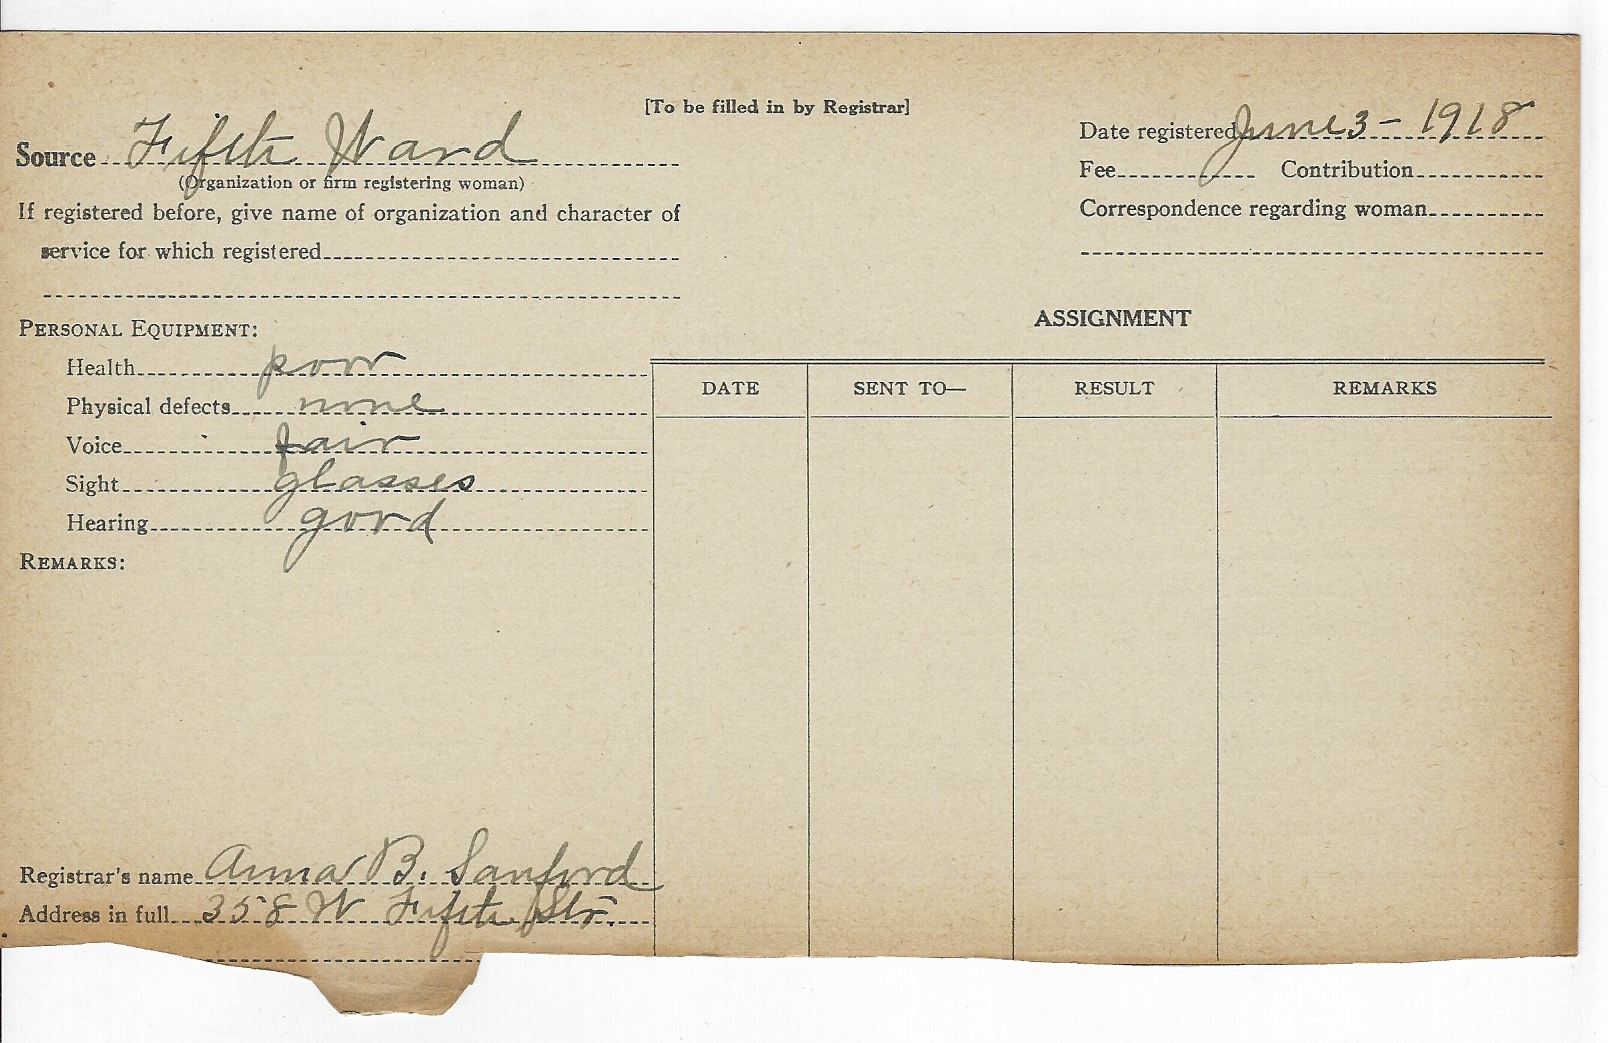 [To be filled in by Registrar]
Source Fifth Ward
(Organization or firm registering woman)
If registered before, give name of organization and character of
service for which registered
Date registered June 3 - 1918
Fee Contribution
Correspondence regarding woman
PERSONAL EQUIPMENT:
Health poor
Physical defects none
Voice fair
Sight glasses
Hearing good
REMARKS:
ASSIGNMENT
DATE SENT TO— RESULT REMARKS
Registrar's name Anna B. Sanford
Address in full 358 W Fifth Str.